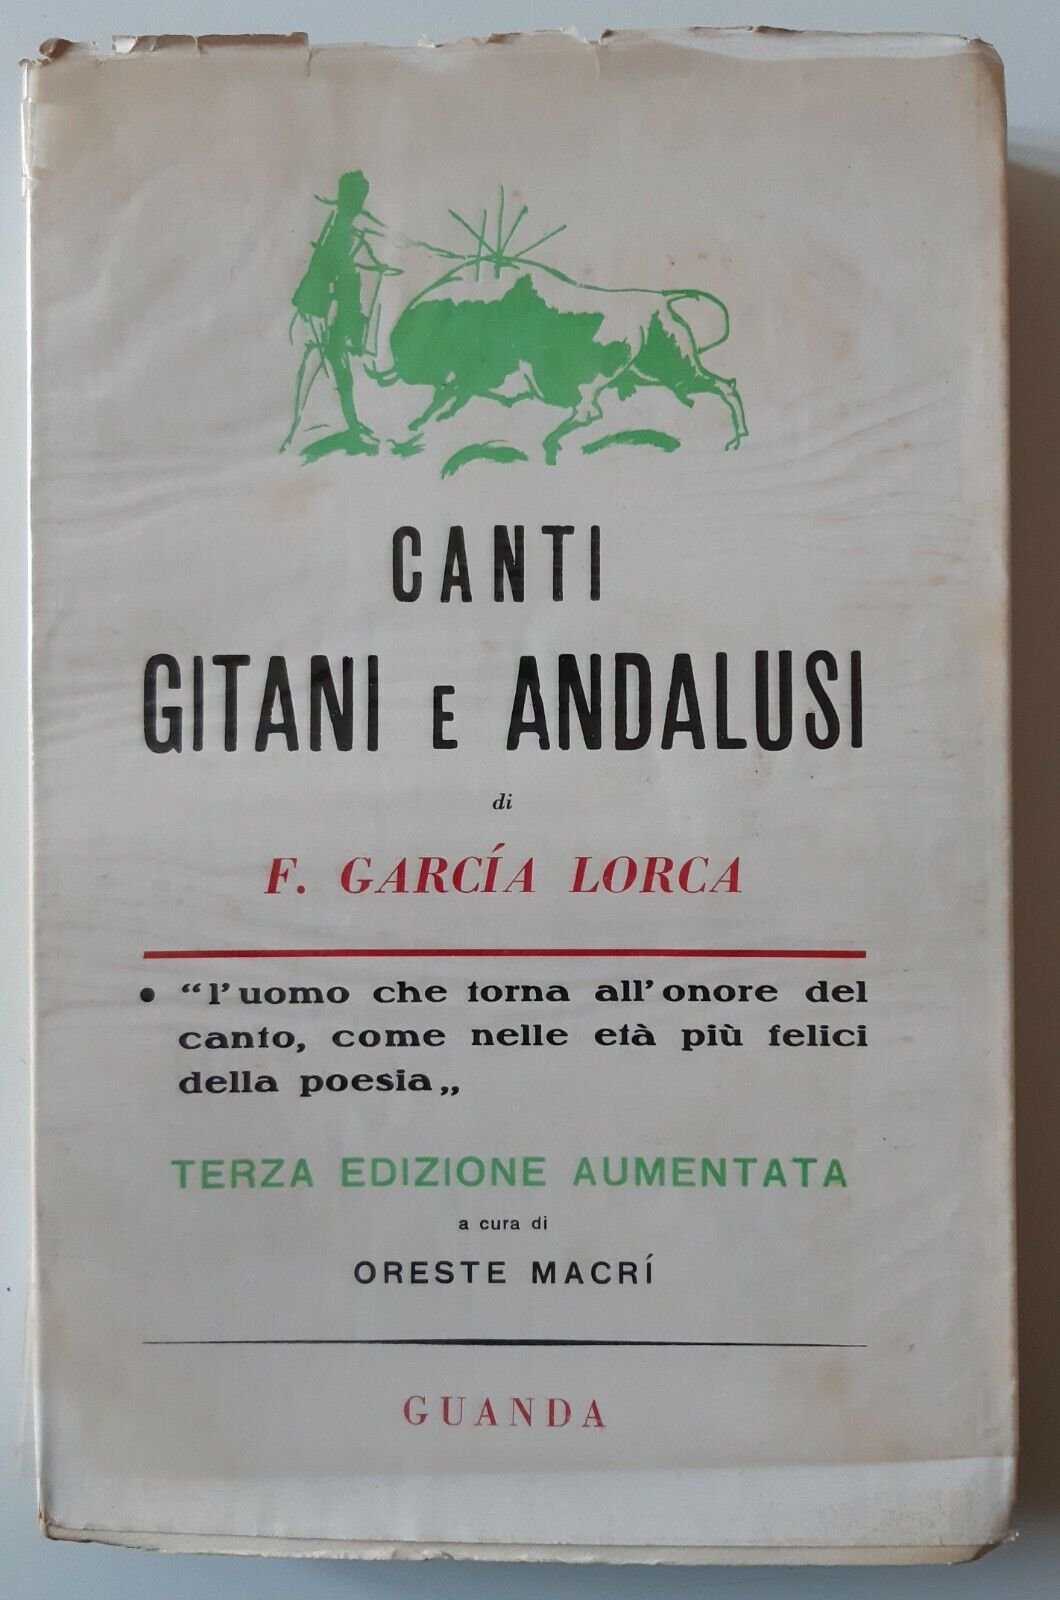 CANTI
GITANI E ANDALUSI
di
F. GARCÍA LORCA
• “l'uomo che torna all'onore del
canto, come nelle età più felici
della poesia„
TERZA EDIZIONE AUMENTATA
a cura di
ORESTE MACRÍ
GUANDA